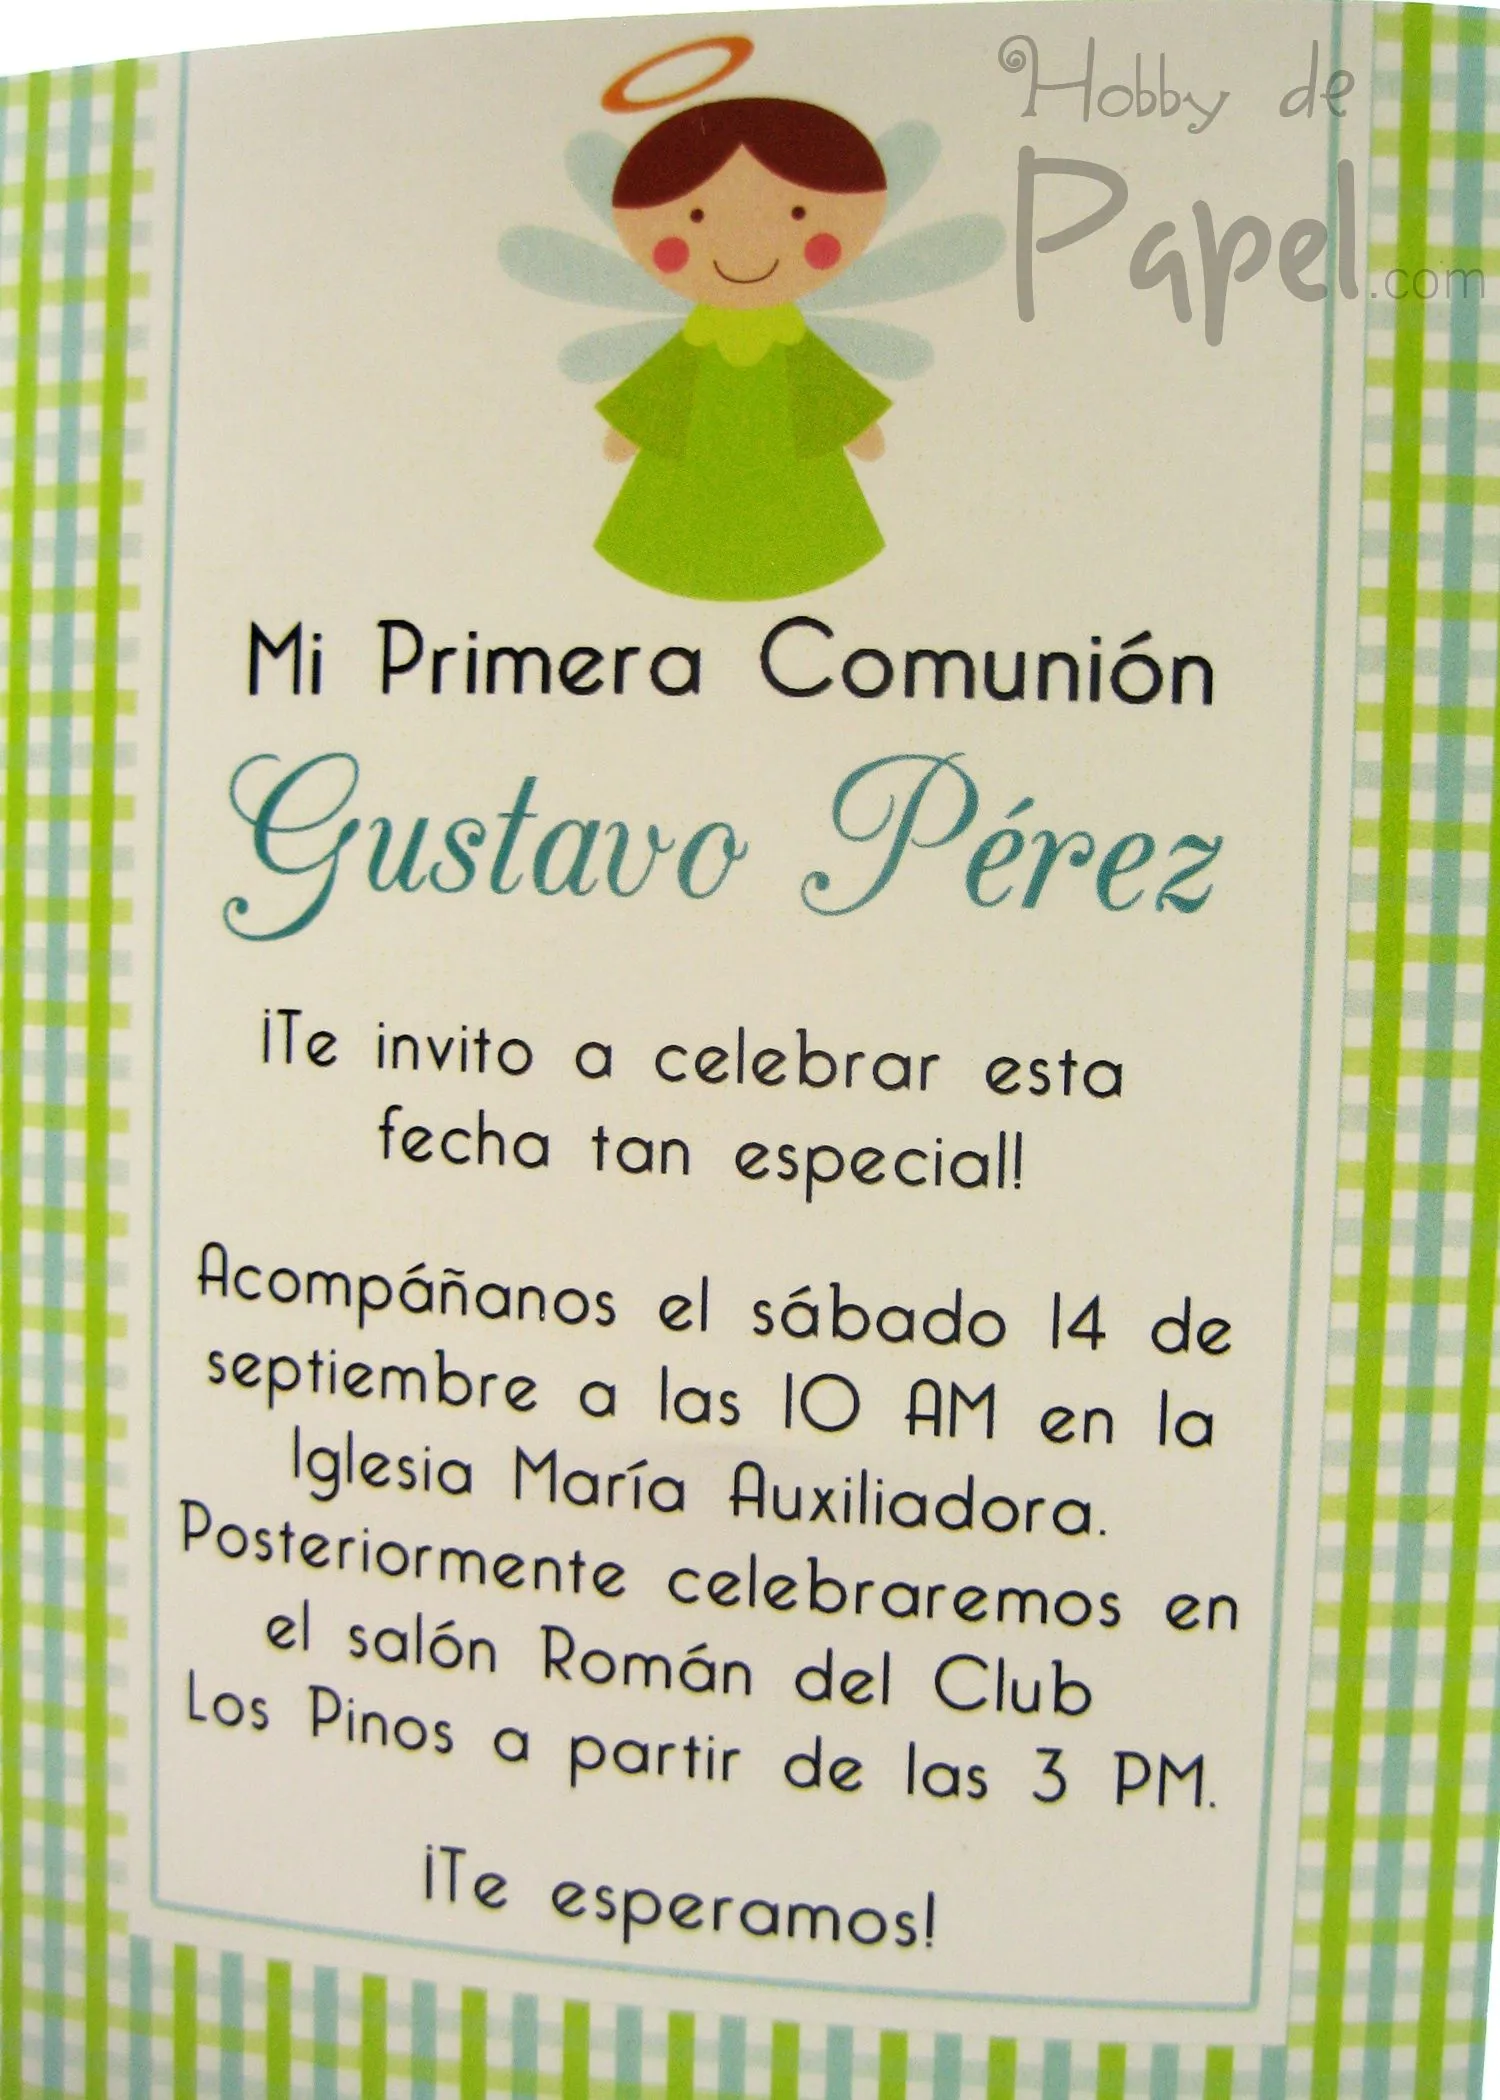 Hobby de
Papel.com
Mi Primera Comunión
Gustavo Pérez
¡Te invito a celebrar esta
fecha tan especial!
Acompáñanos el sábado 14 de
septiembre a las 10 AM en la
Iglesia María Auxiliadora.
Posteriormente celebraremos en
el salón Román del Club
Los Pinos a partir de las 3 PM.
¡Te esperamos!